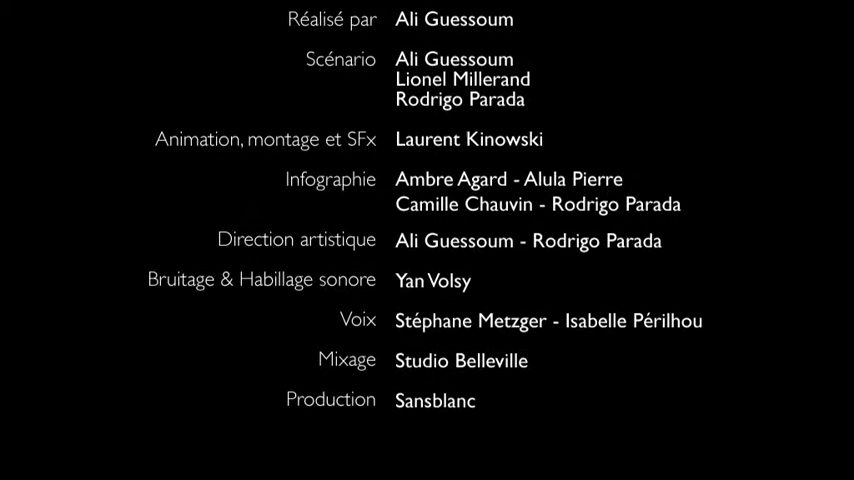 Réalisé par Ali Guessoum
Scénario Ali Guessoum
Lionel Millerand
Rodrigo Parada
Animation, montage et SFx Laurent Kinowski
Infographie Ambre Agard - Alula Pierre
Camille Chauvin - Rodrigo Parada
Direction artistique Ali Guessoum - Rodrigo Parada
Bruitage & Habillage sonore Yan Volsy
Voix Stéphane Metzger - Isabelle Périlhou
Mixage Studio Belleville
Production Sansblanc